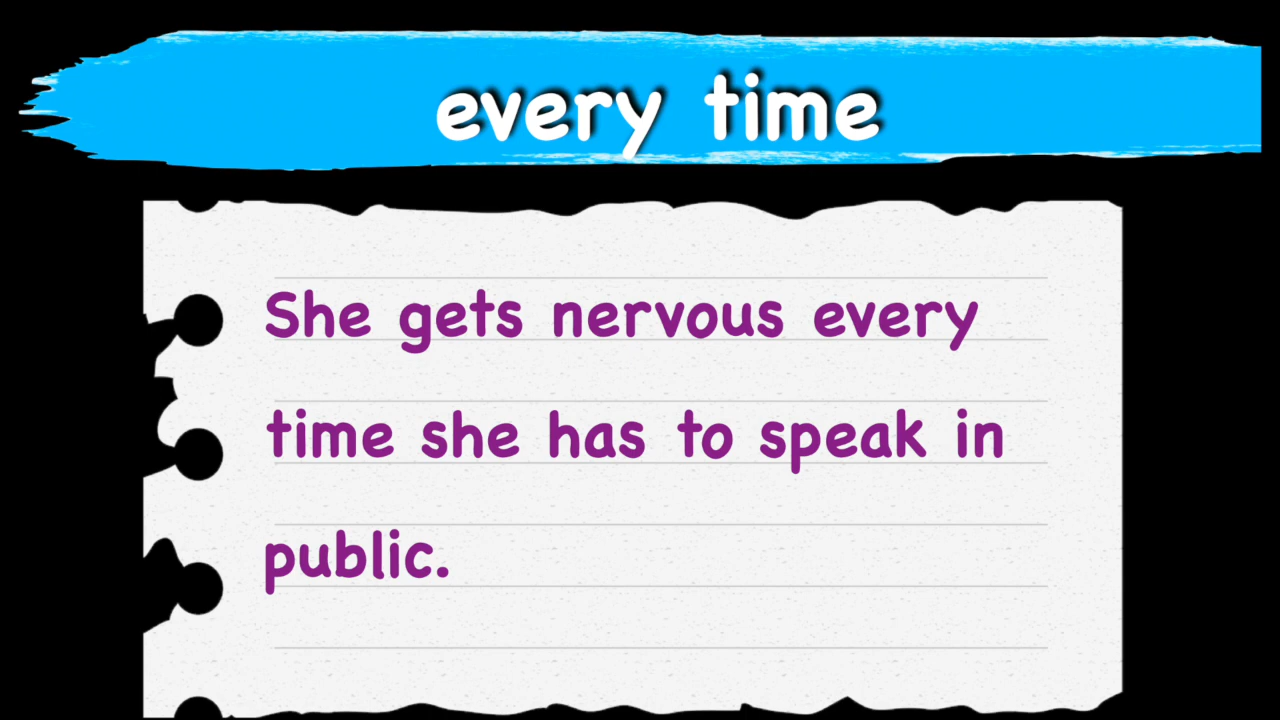 every time
She gets nervous every
time she has to speak in
public.